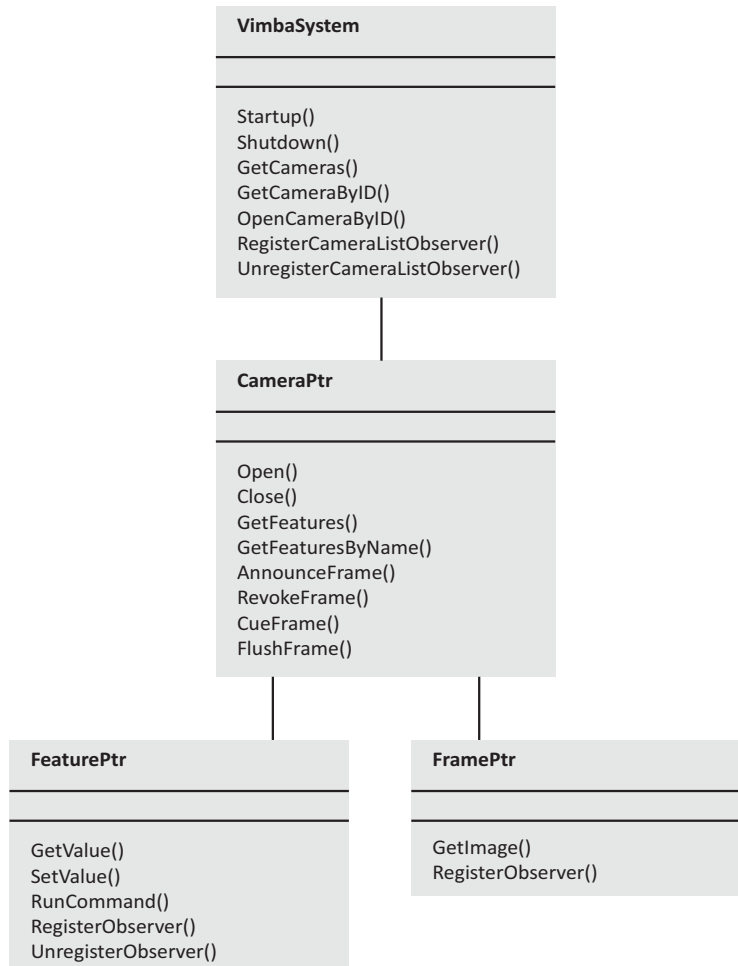 VimbaSystem
Startup()
Shutdown()
GetCameras()
GetCameraByID()
OpenCameraByID()
RegisterCameraListObserver()
UnregisterCameraListObserver()
CameraPtr
Open()
Close()
GetFeatures()
GetFeaturesByName()
AnnounceFrame()
RevokeFrame()
CueFrame()
FlushFrame()
FeaturePtr
GetValue()
SetValue()
RunCommand()
RegisterObserver()
UnregisterObserver()
FramePtr
GetImage()
RegisterObserver()